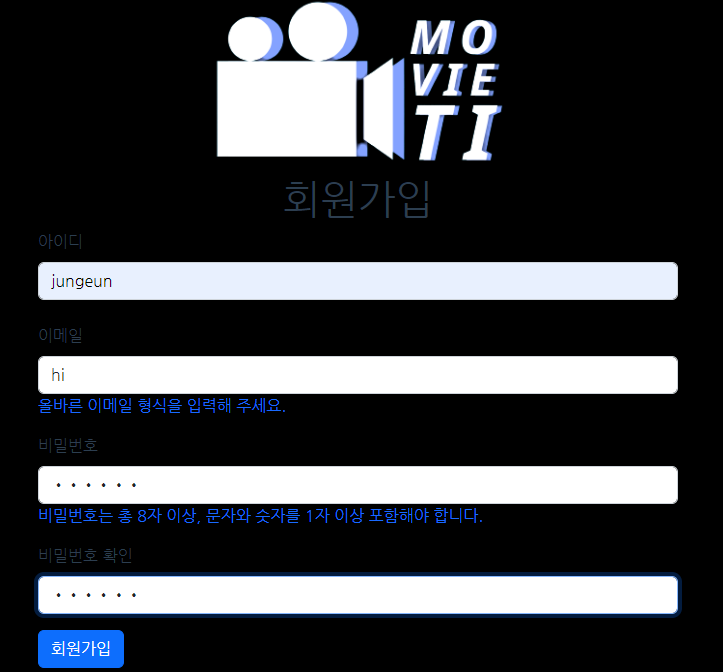 MO
VIE
TI
회원가입
아이디
jungeun
이메일
hi
올바른 이메일 형식을 입력해 주세요.
비밀번호
••••••
비밀번호는 총 8자 이상, 문자와 숫자를 1자 이상 포함해야 합니다.
비밀번호 확인
••••••
회원가입